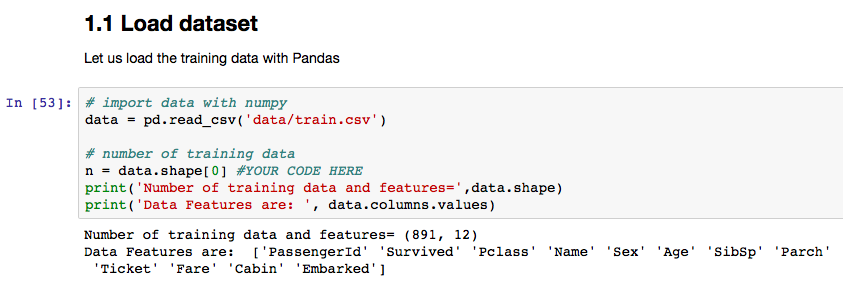 1.1 Load dataset
Let us load the training data with Pandas
In [53]: # import data with numpy
data = pd.read_csv('data/train.csv')
# number of training data
n = data.shape[0] #YOUR CODE HERE
print('Number of training data and features=',data.shape)
print('Data Features are: ', data.columns.values)
Number of training data and features= (891, 12)
Data Features are:  ['PassengerId' 'Survived' 'Pclass' 'Name' 'Sex' 'Age' 'SibSp' 'Parch'
'Ticket' 'Fare' 'Cabin' 'Embarked']